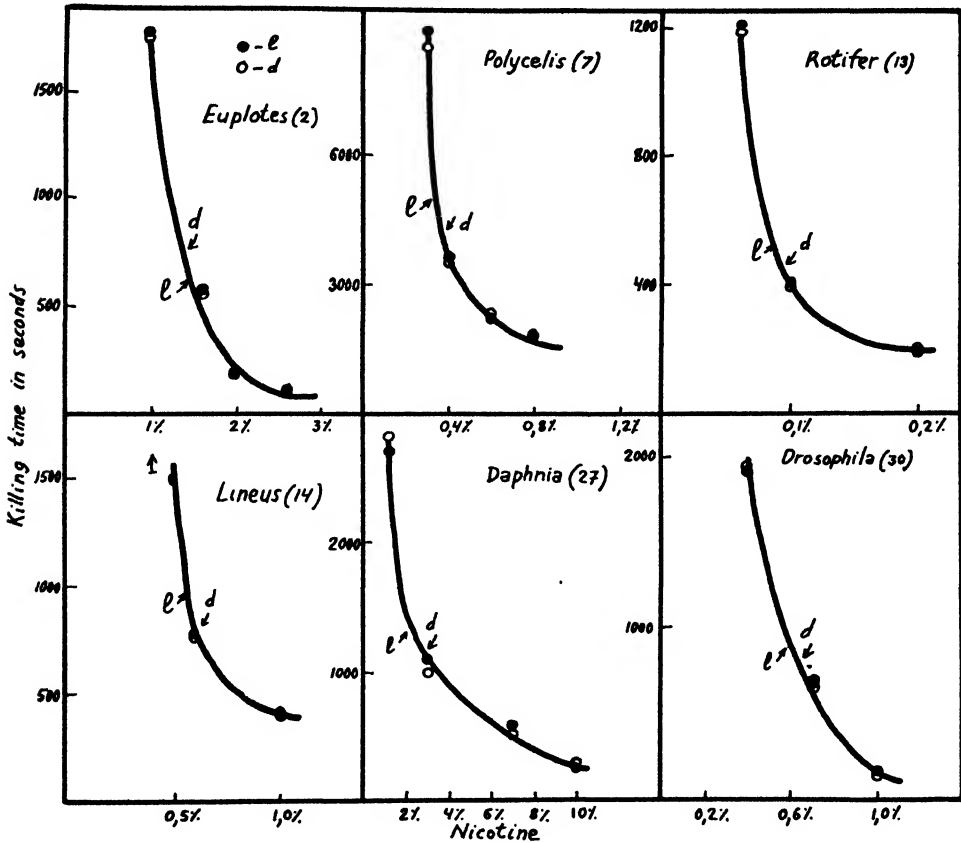 ● - l
○ - d
Euplotes (2)
l
d
1500
1000
500
1% 2% 3%
Polycelis (7)
l
d
6000
3000
0,4% 0,8% 1,2%
Rotifer (13)
l
d
1200
800
400
0,1% 0,2%
Killing time in seconds
Lineus (14)
l
d
1500
1000
500
0,5% 1,0%
Daphnia (27)
l
d
2000
1000
2% 4% 6% 8% 10%
Drosophila (30)
l
d
2000
1000
0,2% 0,6% 1,0%
Nicotine